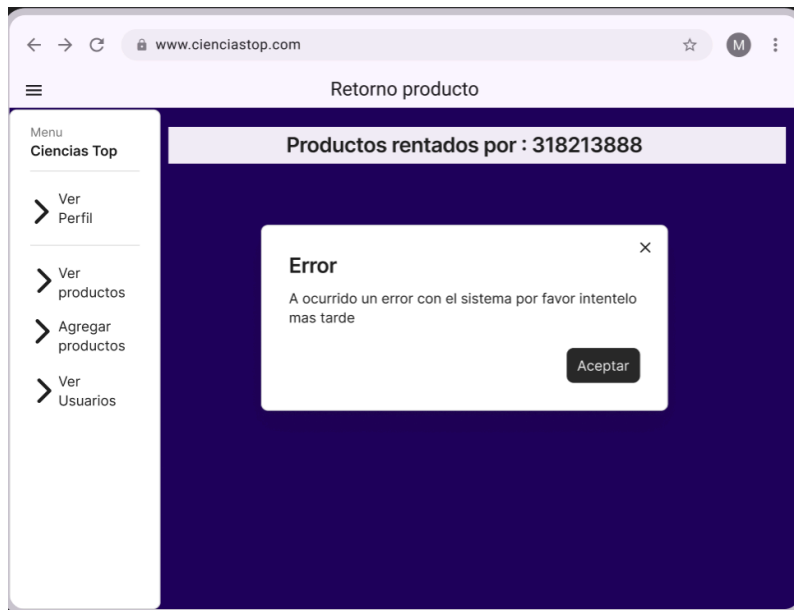 www.cienciastop.com
M
Retorno producto
Menu
Ciencias Top
Ver
Perfil
Ver
productos
Agregar
productos
Ver
Usuarios
Productos rentados por : 318213888
Error
A ocurrido un error con el sistema por favor intentelo
mas tarde
Aceptar